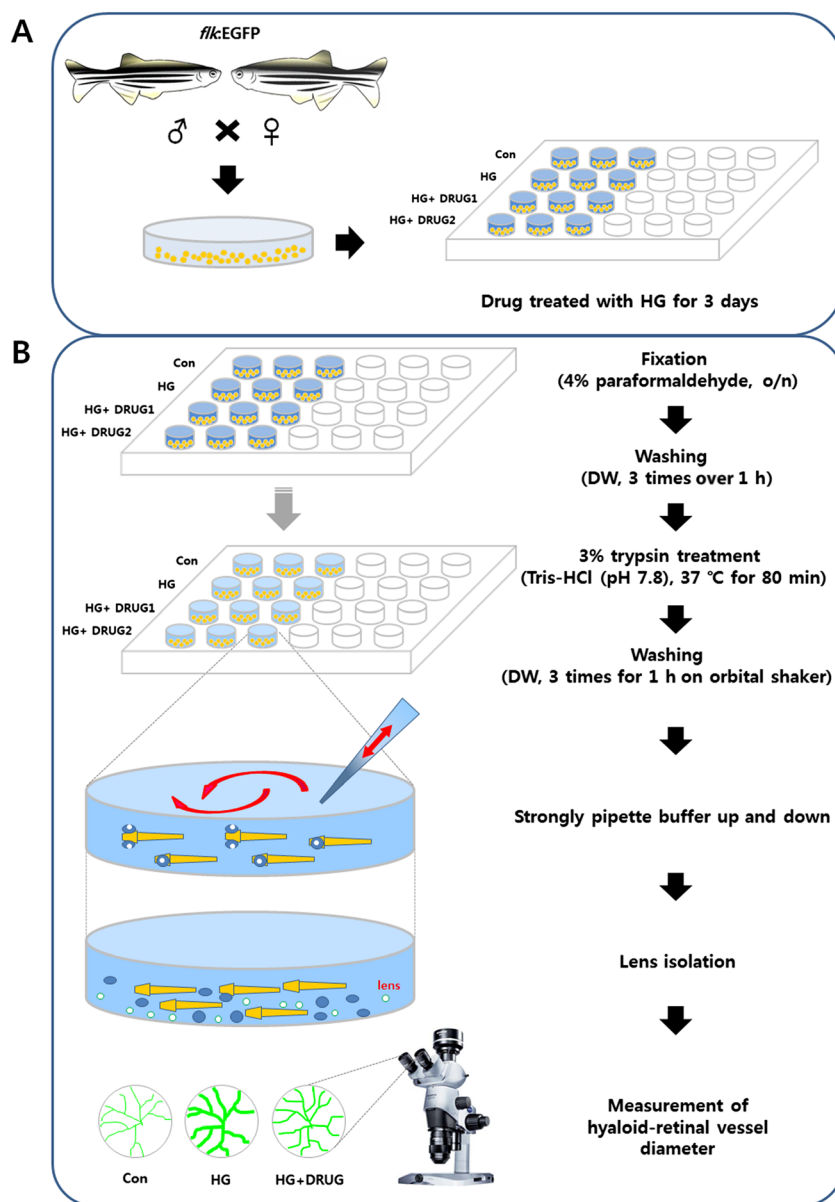 A
flk:EGFP
♂ × ♀
Con
HG
HG+ DRUG1
HG+ DRUG2
Drug treated with HG for 3 days
B
Con
HG
HG+ DRUG1
HG+ DRUG2
Fixation
(4% paraformaldehyde, o/n)
Washing
(DW, 3 times over 1 h)
Con
HG
HG+ DRUG1
HG+ DRUG2
3% trypsin treatment
(Tris-HCl (pH 7.8), 37 ℃ for 80 min)
Washing
(DW, 3 times for 1 h on orbital shaker)
Strongly pipette buffer up and down
lens
Lens isolation
Con
HG
HG+DRUG
Measurement of
hyaloid-retinal vessel
diameter